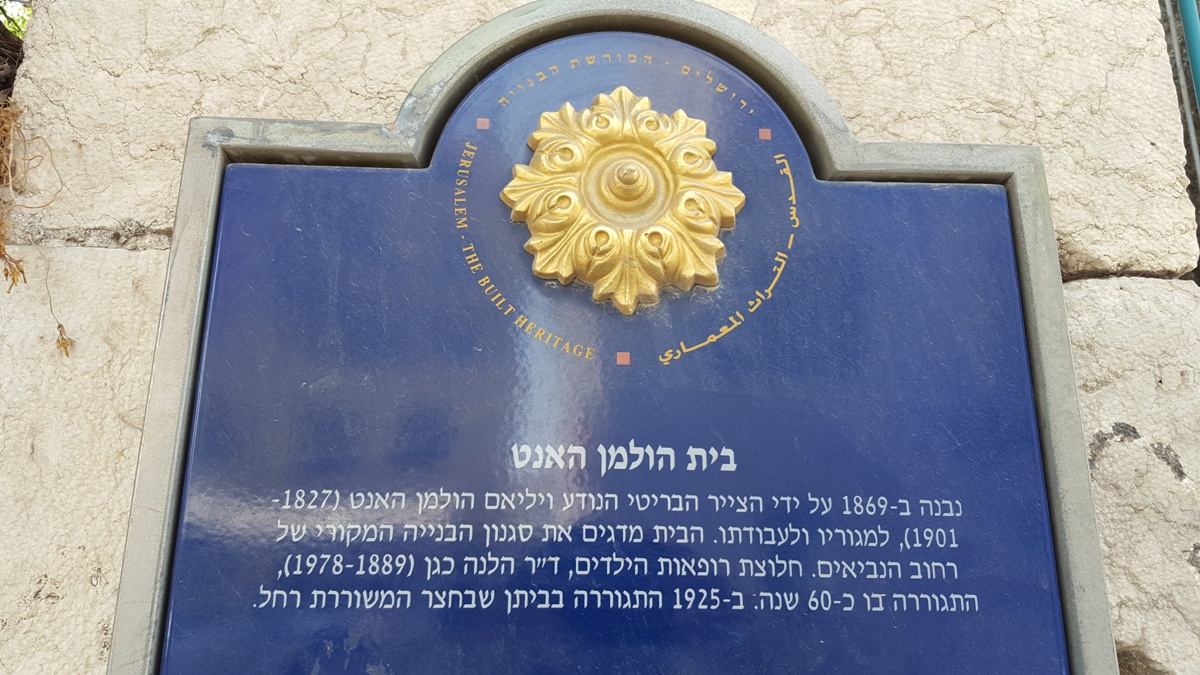 ירושלים - המורשת הבנויה
JERUSALEM · THE BUILT HERITAGE
القدس – التراث المعماري
בית הולמן האנט
נבנה ב-1869 על ידי הצייר הבריטי הנודע ויליאם הולמן האנט (1827-
1901), למגוריו ולעבודתו. הבית מדגים את סגנון הבנייה המקורי של
רחוב הנביאים. חלוצת רופאות הילדים, ד״ר הלנה כגן (1978-1889),
התגוררה בו כ-60 שנה. ב-1925 התגוררה בביתן שבחצר המשוררת רחל.